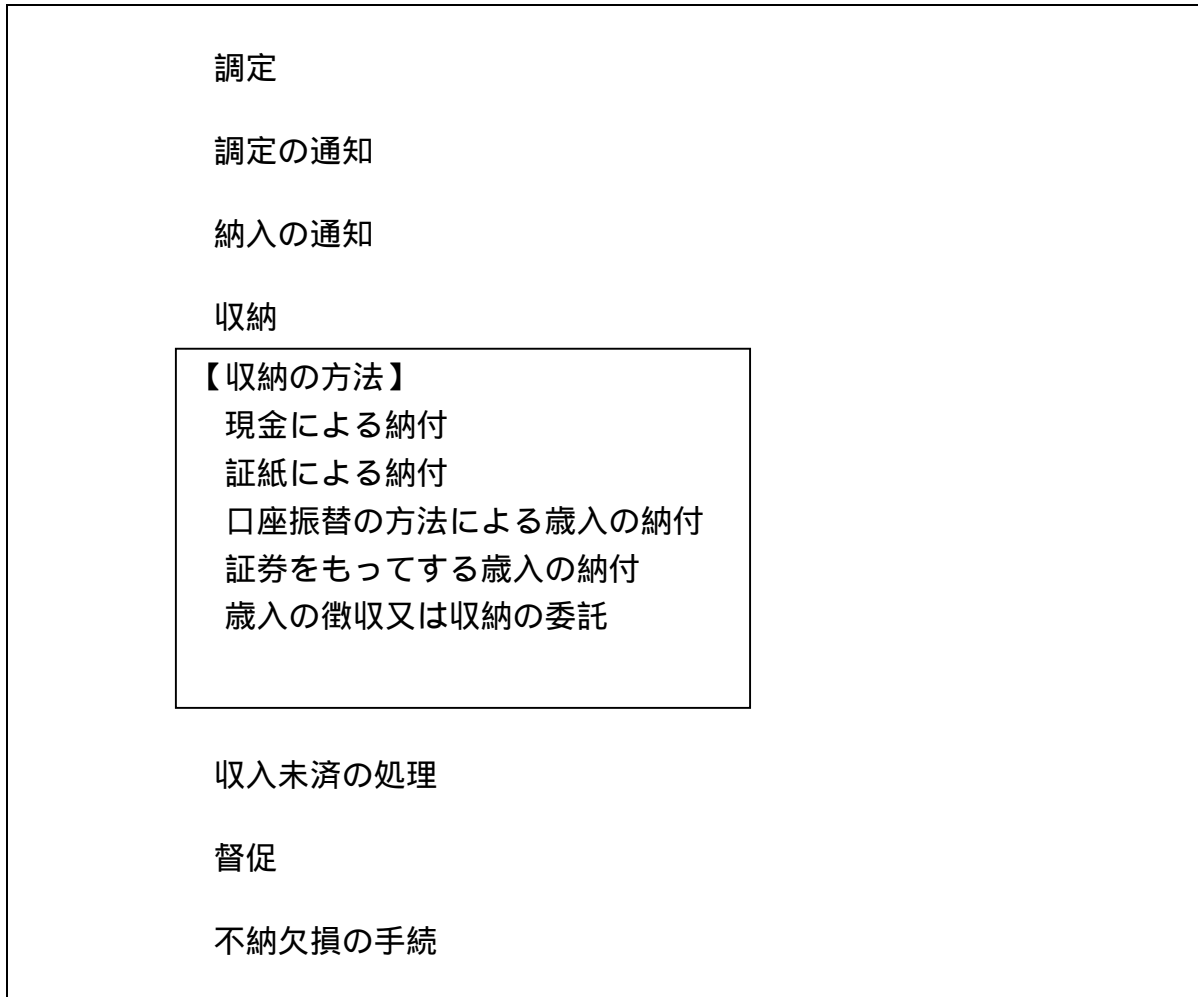 調定
調定の通知
納入の通知
収納
【収納の方法】
現金による納付
証紙による納付
口座振替の方法による歳入の納付
証券をもってする歳入の納付
歳入の徴収又は収納の委託
収入未済の処理
督促
不納欠損の手続